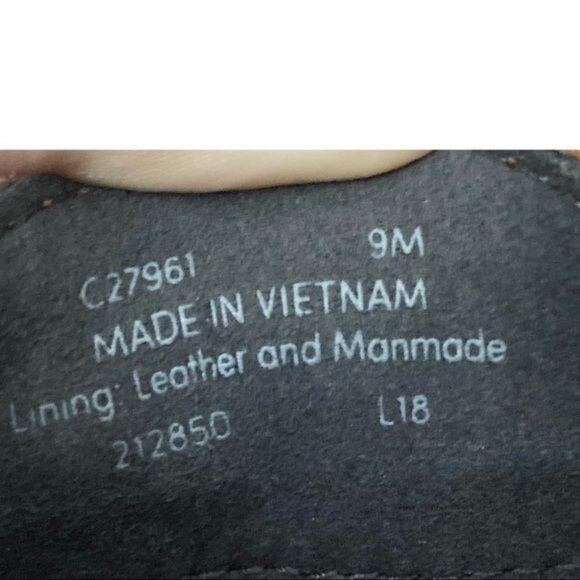 C27961 9M
MADE IN VIETNAM
Lining: Leather and Manmade
212850 L18